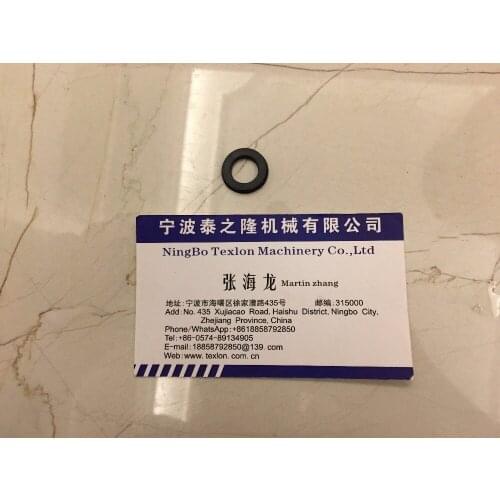 宁波泰之隆机械有限公司
NingBo Texlon Machinery Co.,Ltd
张海龙 Martin zhang
地址:宁波市海曙区徐家漕路435号 邮编:315000
Add: No. 435 Xujiacao Road, Haishu District, Ningbo City,
Zhejiang Province, China
Phone/WhatsApp:+8618858792850
Tel:+86-0574-89134905
E-mail: 18858792850@139. com
Web:www. texlon. com. cn